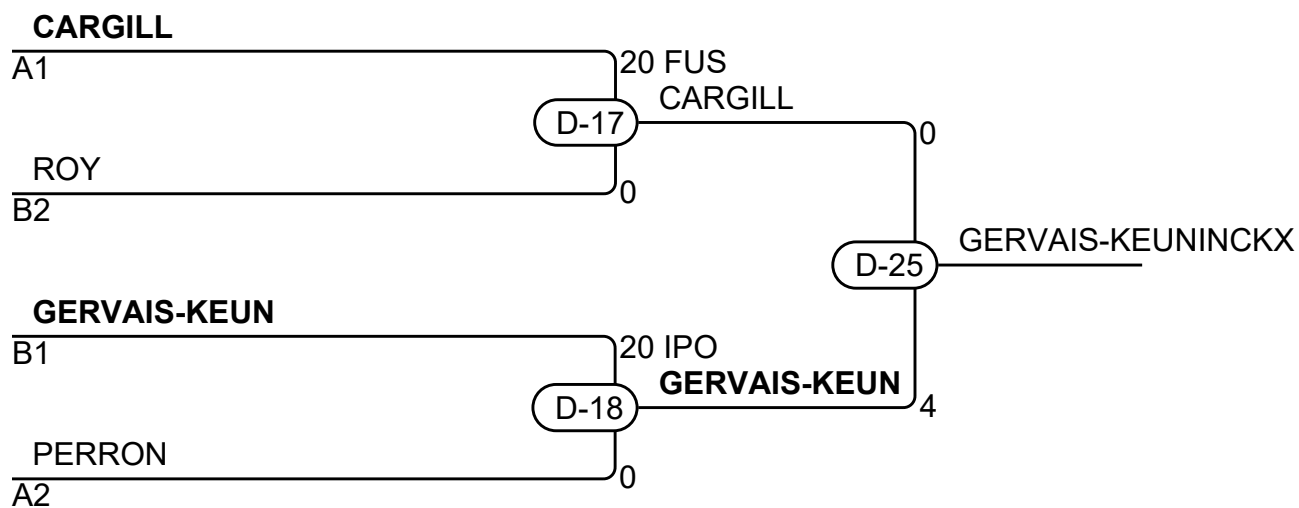 CARGILL
A1
20 FUS
CARGILL
D-17
0
ROY
B2
0
GERVAIS-KEUNINCKX
D-25
GERVAIS-KEUN
B1
20 IPO
GERVAIS-KEUN
D-18
4
PERRON
A2
0